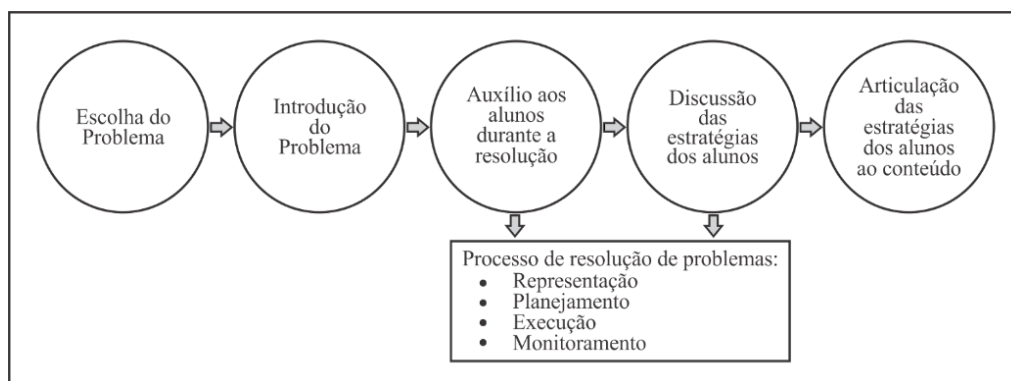 Escolha do
Problema
Introdução
do
Problema
Auxílio aos
alunos
durante a
resolução
Discussão
das
estratégias
dos alunos
Articulação
das
estratégias
dos alunos
ao conteúdo
Processo de resolução de problemas:
• Representação
• Planejamento
• Execução
• Monitoramento